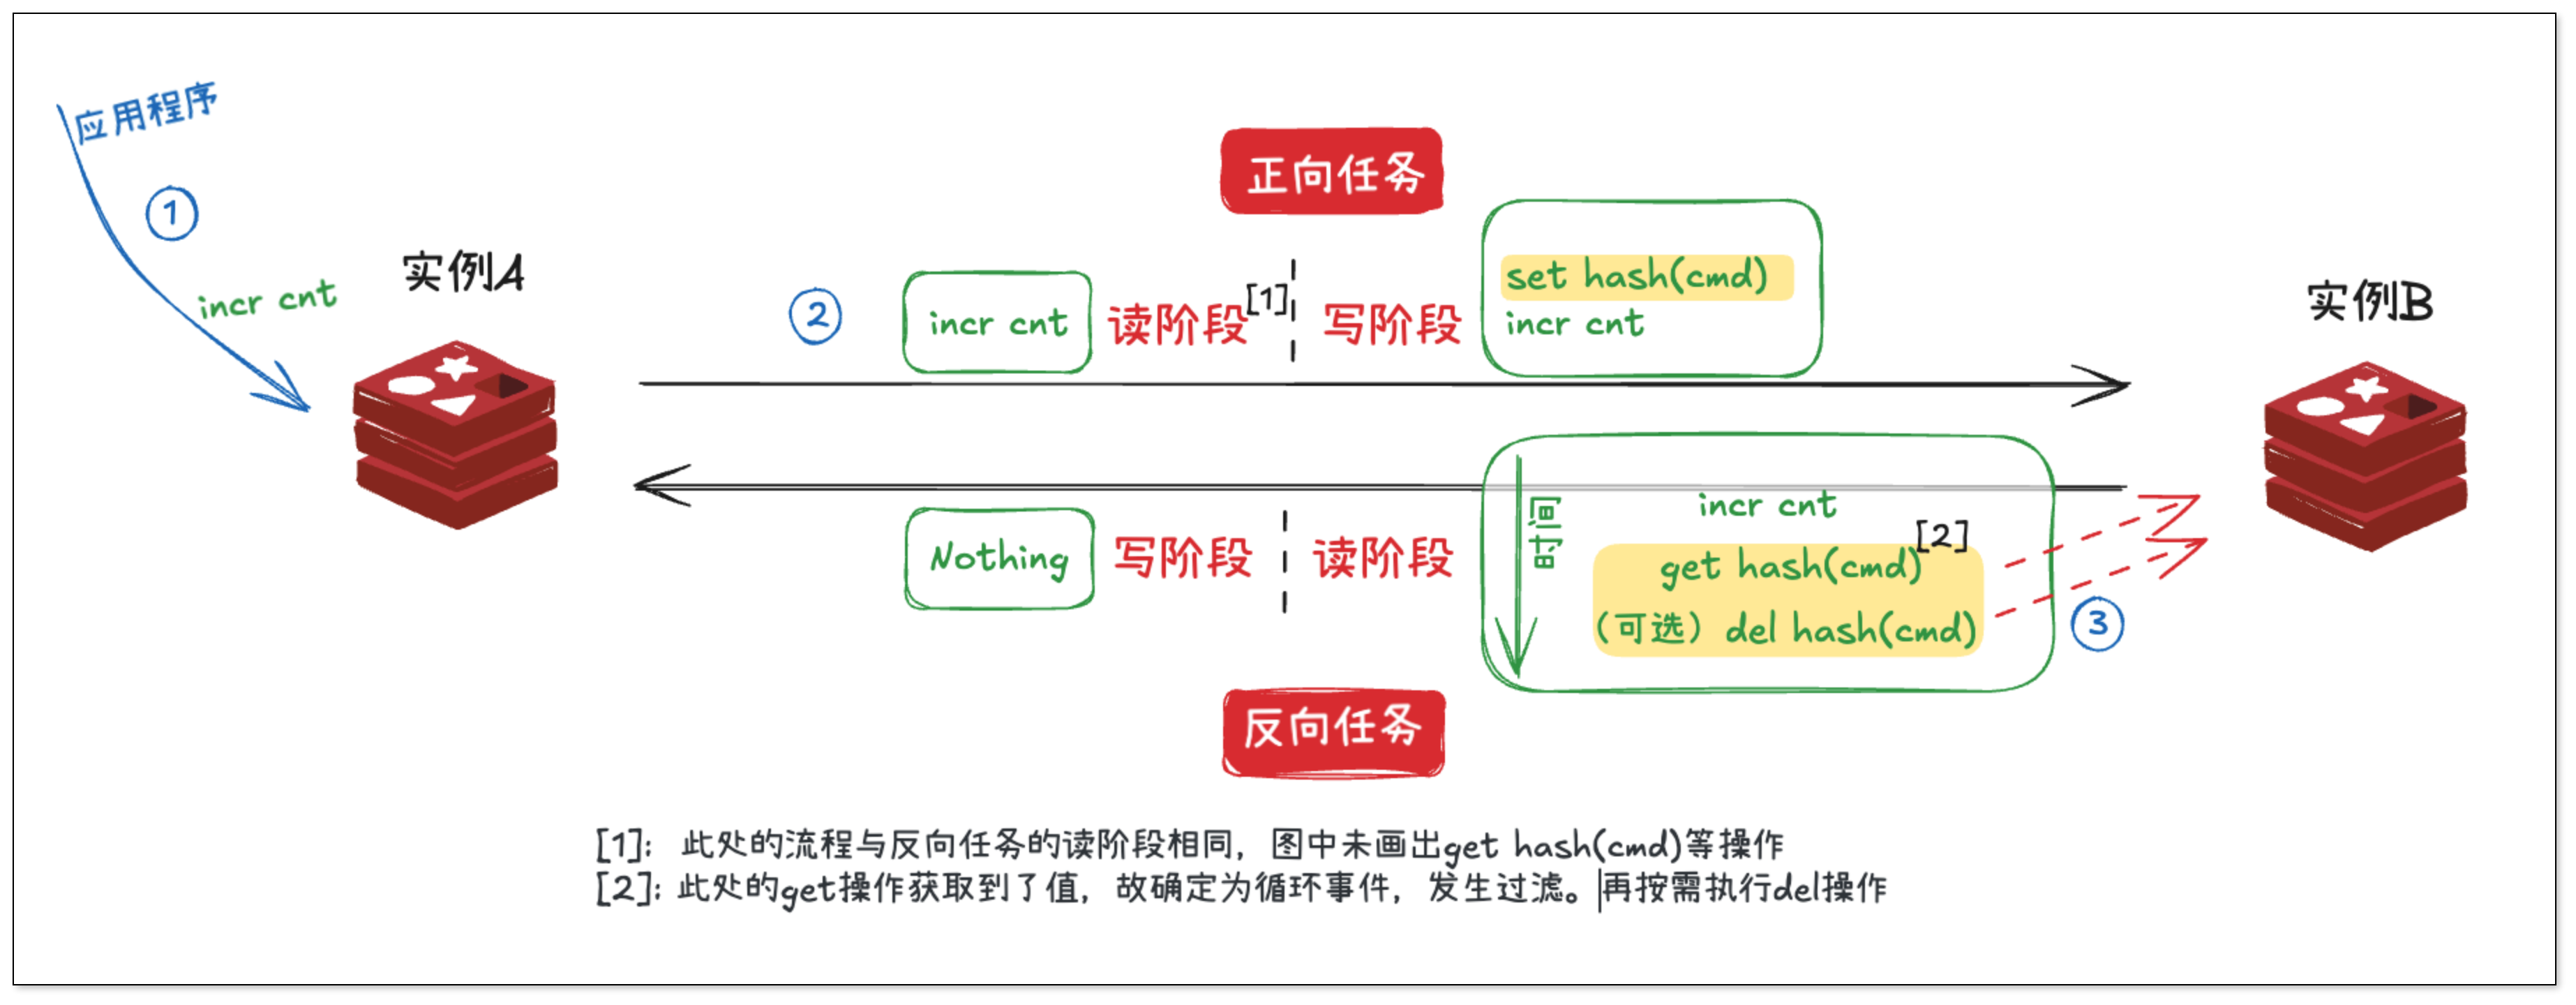 应用程序
①
incr cnt
实例A
正向任务
②
incr cnt
读阶段[1]
写阶段
set hash(cmd)
incr cnt
实例B
Nothing
写阶段
读阶段
时间
incr cnt
get hash(cmd)[2]
（可选）del hash(cmd)
③
反向任务
[1]： 此处的流程与反向任务的读阶段相同，图中未画出get hash(cmd)等操作
[2]: 此处的get操作获取到了值，故确定为循环事件，发生过滤。再按需执行del操作